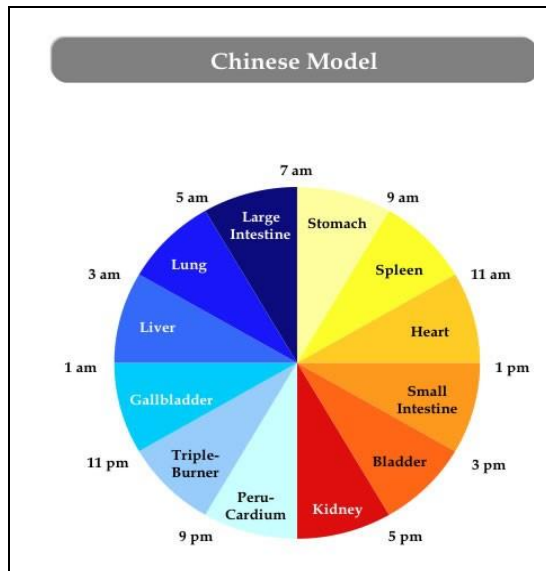 Chinese Model
7 am
5 am
9 am
Large
Intestine
Stomach
Lung
Spleen
3 am
11 am
Liver
Heart
1 am
1 pm
Gallbladder
Small
Intestine
Triple-
Burner
Bladder
11 pm
3 pm
Peru-
Cardium
Kidney
9 pm
5 pm